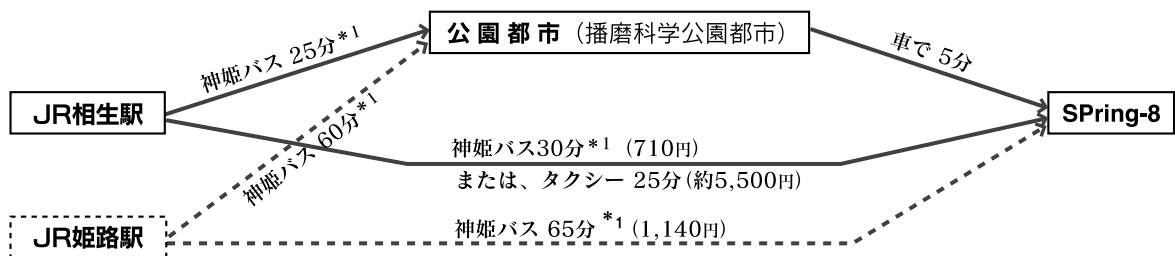 公園都市（播磨科学公園都市）
神姫バス 25分*1
車で 5分
JR相生駅
SPring-8
神姫バス 60分*1
神姫バス30分*1（710円）
または、タクシー 25分（約5,500円）
神姫バス 65分 *1（1,140円）
JR姫路駅